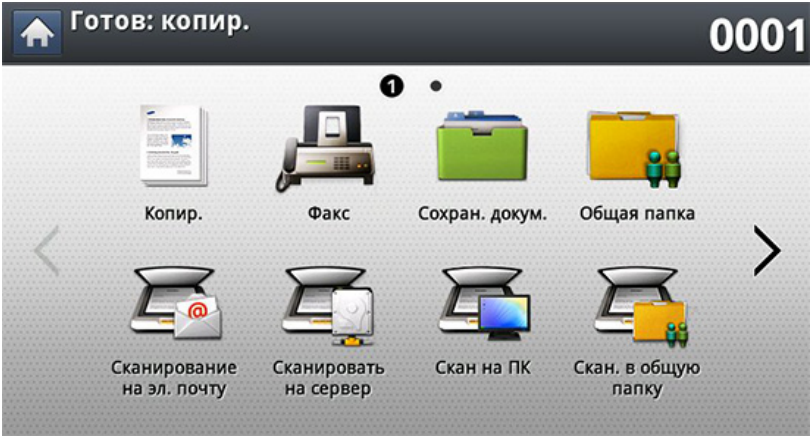 Готов: копир.
0001
1
Копир.
Факс
Сохран. докум.
Общая папка
@
Сканирование
на эл. почту
Сканировать
на сервер
Скан на ПК
Скан. в общую
папку